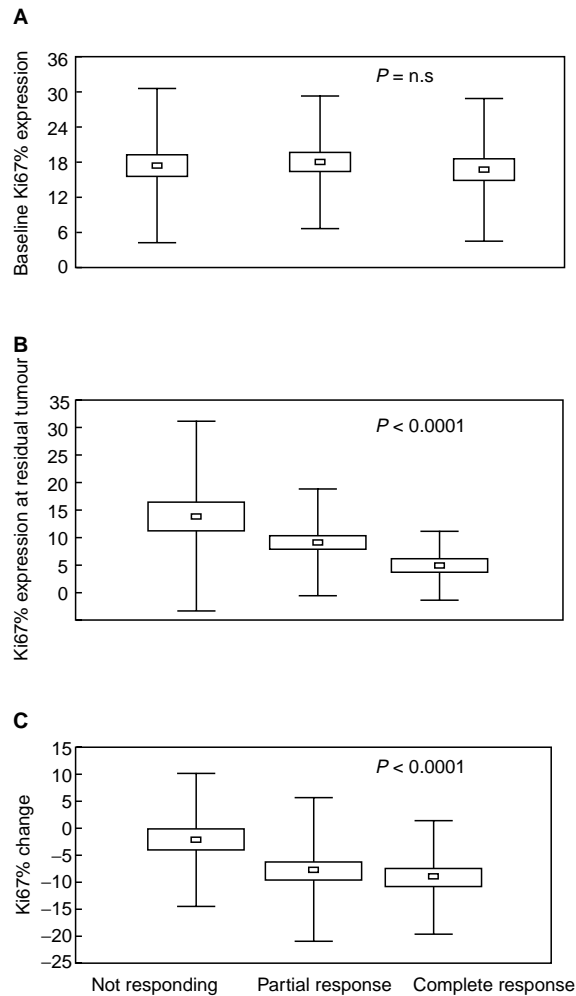 A
Baseline Ki67% expression
36
30
24
18
12
6
0
P = n.s
B
Ki67% expression at residual tumour
35
30
25
20
15
10
5
0
P < 0.0001
C
Ki67% change
15
10
5
0
−5
−10
−15
−20
−25
P < 0.0001
Not responding Partial response Complete response